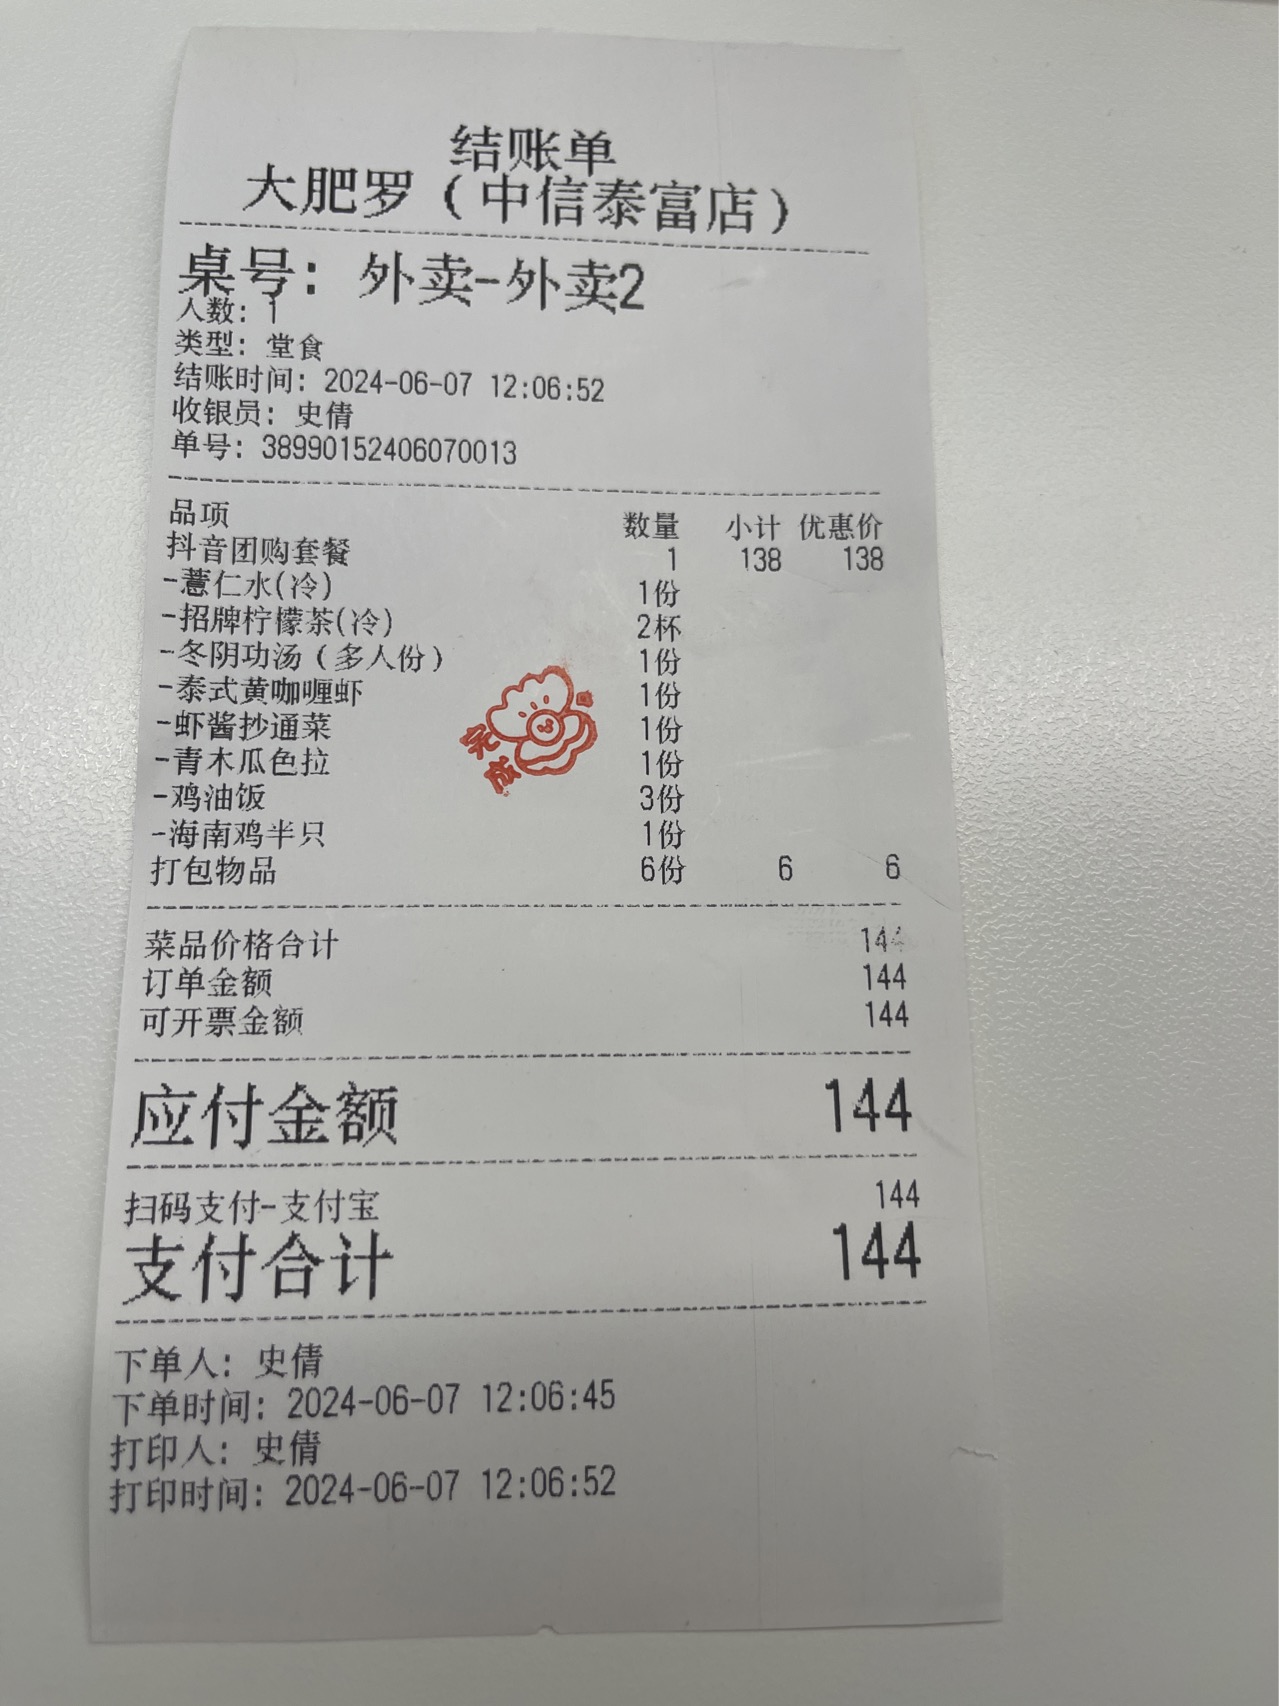 结账单
大肥罗（中信泰富店）
桌号：外卖-外卖2
人数：1
类型：堂食
结账时间：2024-06-07 12:06:52
收银员：史倩
单号：38990152406070013
品项 数量 小计 优惠价
抖音团购套餐 1 138 138
-薏仁水(冷) 1份
-招牌柠檬茶(冷) 2杯
-冬阴功汤（多人份） 1份
-泰式黄咖喱虾 1份
-虾酱抄通菜 1份
-青木瓜色拉 1份
-鸡油饭 3份
-海南鸡半只 1份
打包物品 6份 6 6
完成
菜品价格合计 144
订单金额 144
可开票金额 144
应付金额 144
扫码支付-支付宝 144
支付合计 144
下单人：史倩
下单时间：2024-06-07 12:06:45
打印人：史倩
打印时间：2024-06-07 12:06:52